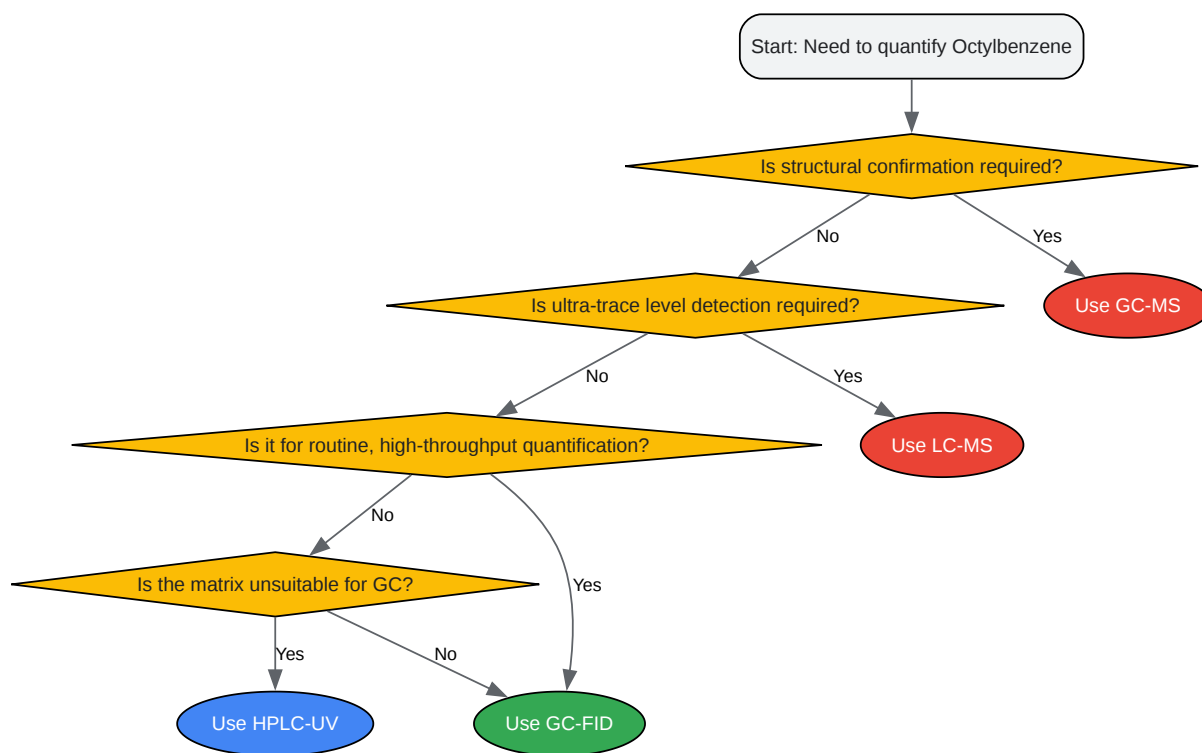 Start: Need to quantify Octylbenzene
Is structural confirmation required?
No
Yes
Is ultra-trace level detection required?
Use GC-MS
No
Yes
Is it for routine, high-throughput quantification?
Use LC-MS
No
Yes
Is the matrix unsuitable for GC?
Yes
No
Use HPLC-UV
Use GC-FID